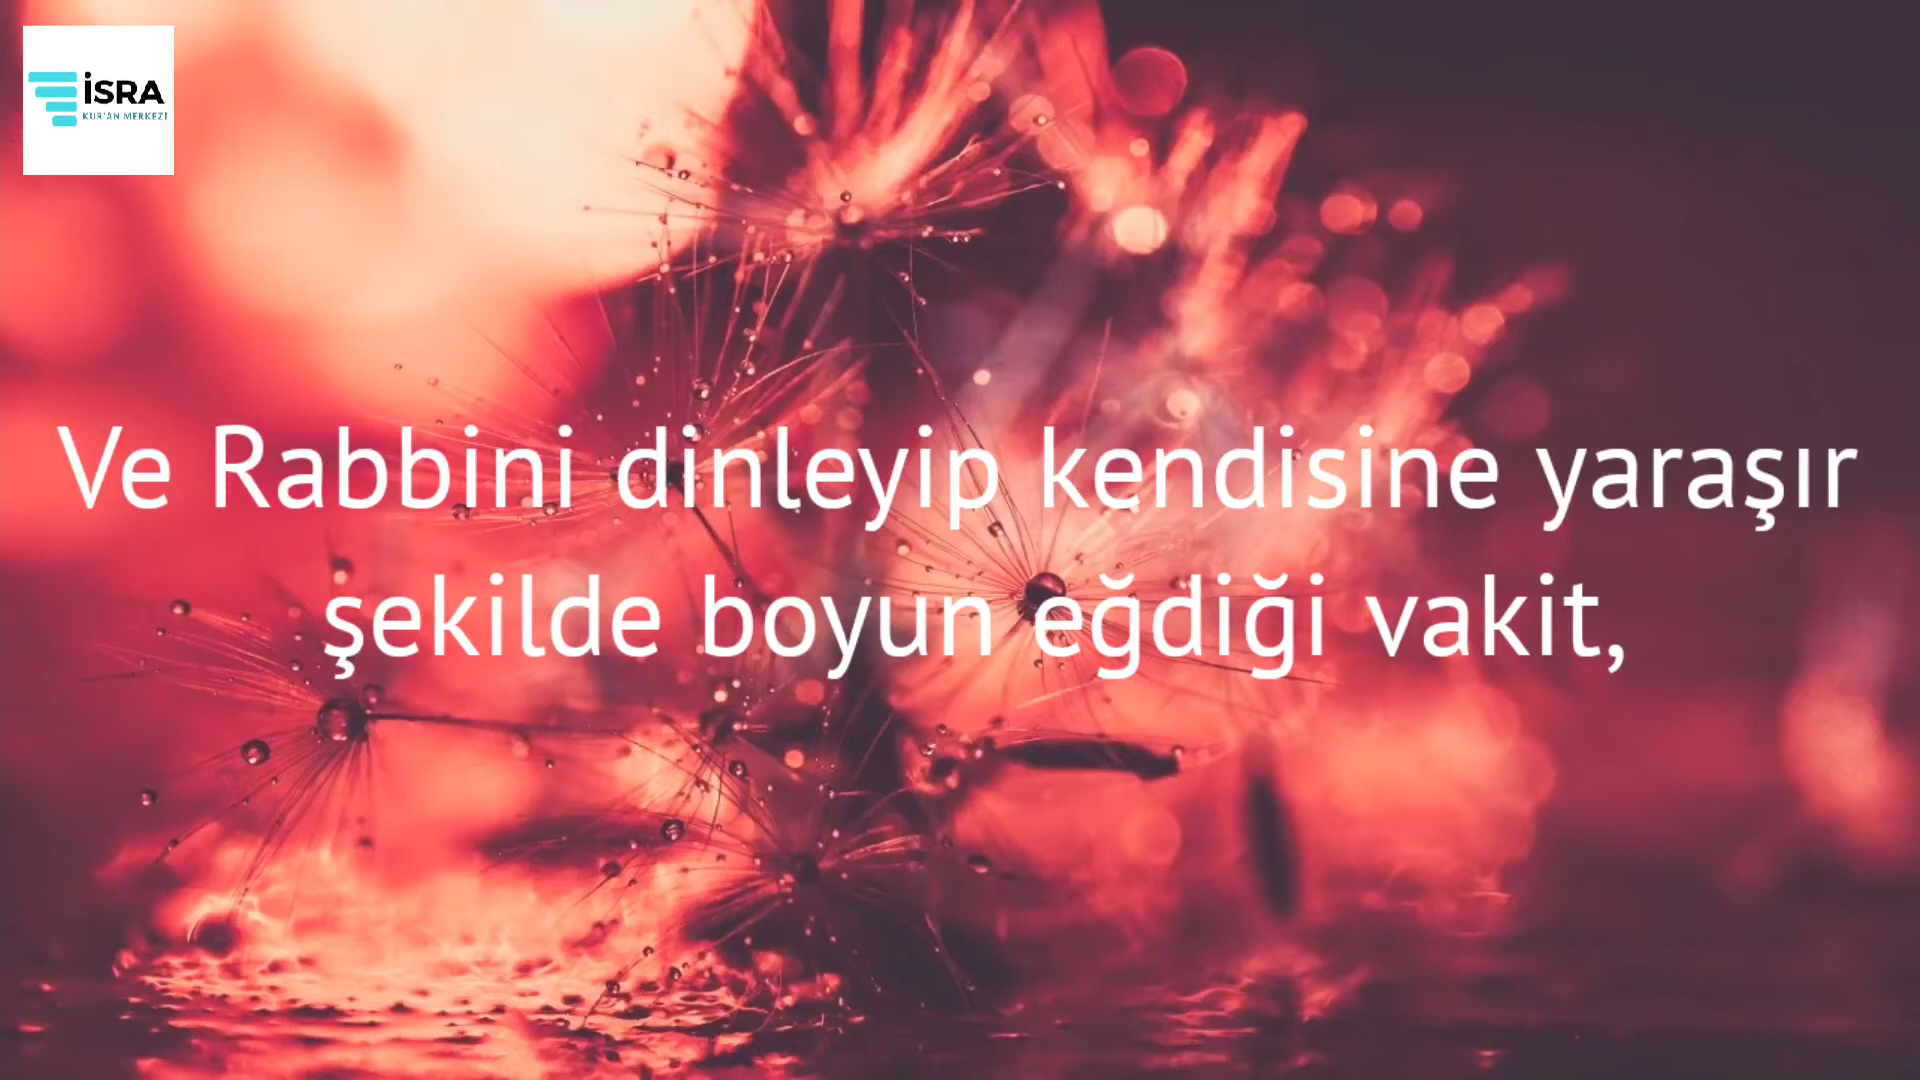 İSRA
KUR'AN MERKEZİ
Ve Rabbini dinleyip kendisine yaraşır
şekilde boyun eğdiği vakit,